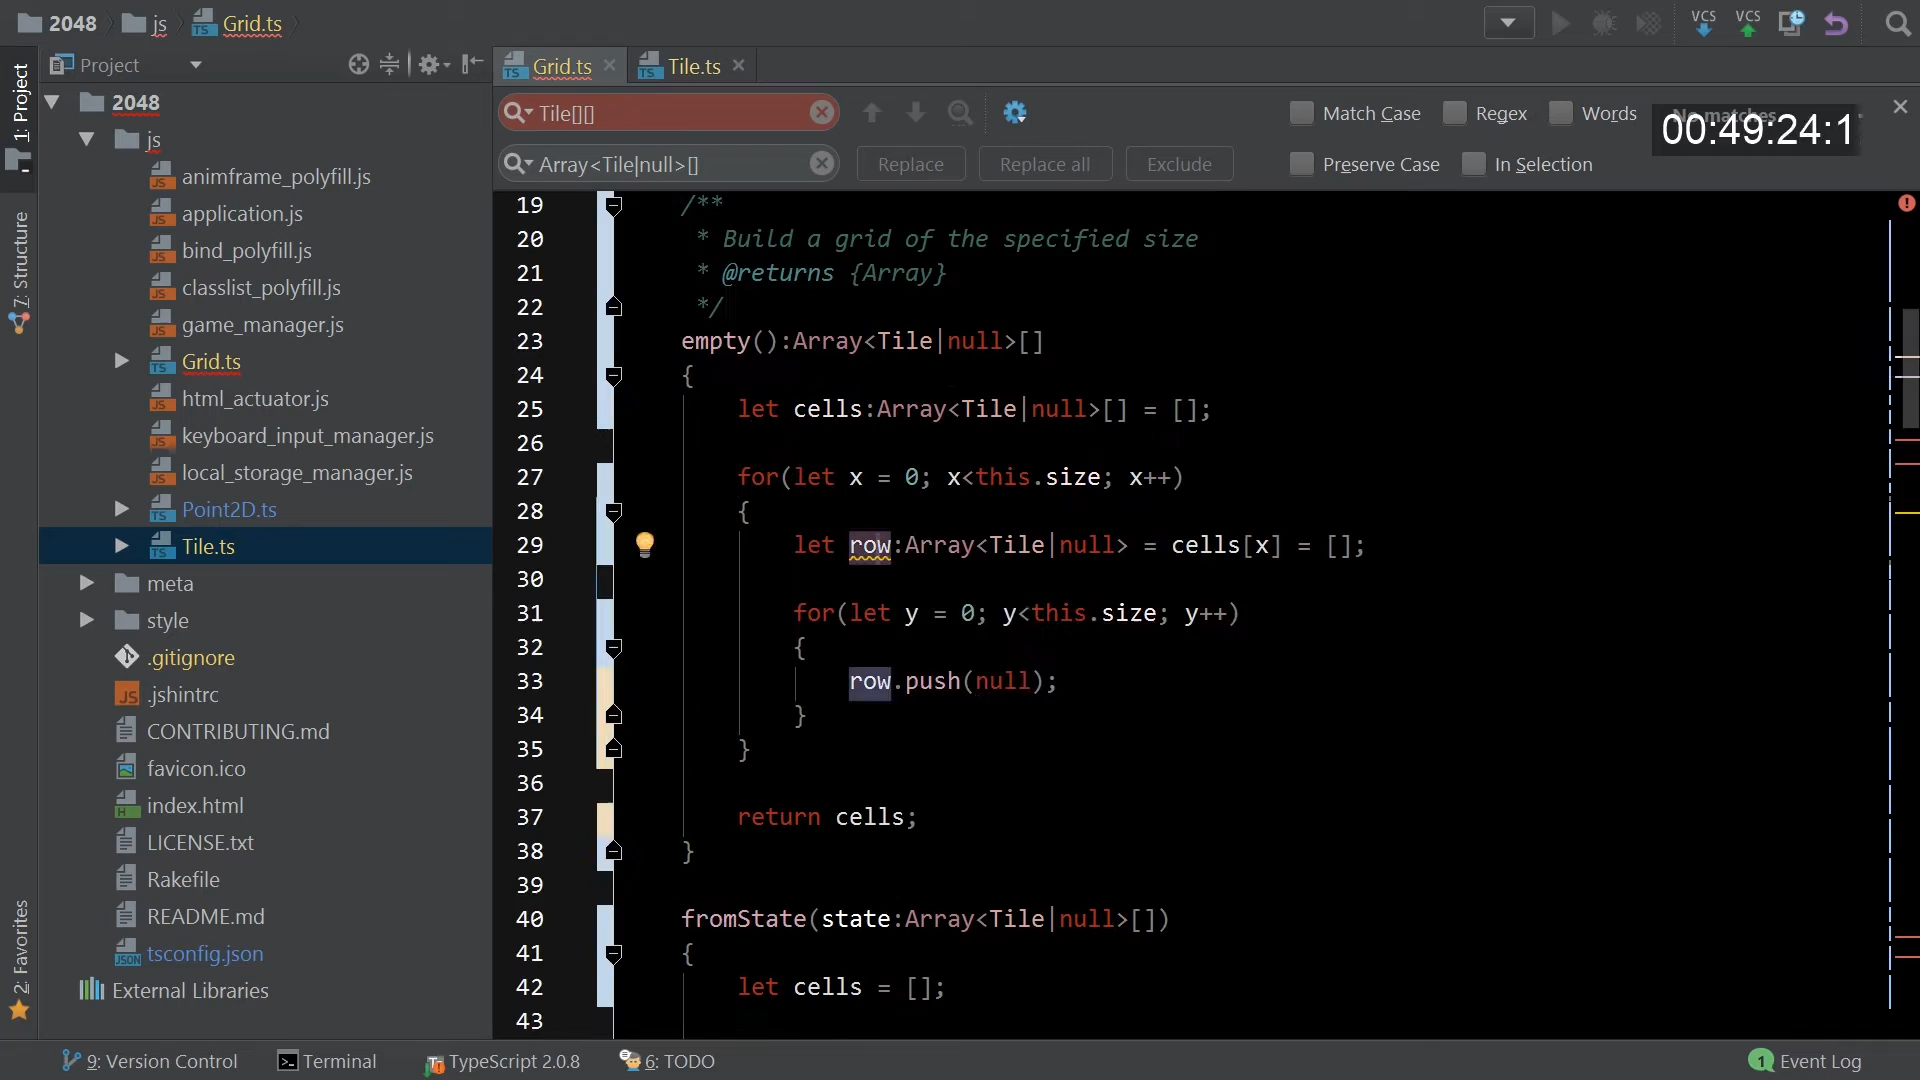 2048
js
Grid.ts
VCS
VCS
1: Project
7: Structure
2: Favorites
Project
2048
js
animframe_polyfill.js
application.js
bind_polyfill.js
classlist_polyfill.js
game_manager.js
Grid.ts
html_actuator.js
keyboard_input_manager.js
local_storage_manager.js
Point2D.ts
Tile.ts
meta
style
.gitignore
.jshintrc
CONTRIBUTING.md
favicon.ico
index.html
LICENSE.txt
Rakefile
README.md
tsconfig.json
External Libraries
Grid.ts
Tile.ts
Tile[][]
Match Case
Regex
Words
No matches
00:49:24:1
Array<Tile|null>[]
Replace
Replace all
Exclude
Preserve Case
In Selection
19 /**
20 * Build a grid of the specified size
21 * @returns {Array}
22 */
23 empty():Array<Tile|null>[]
24 {
25 let cells:Array<Tile|null>[] = [];
26
27 for(let x = 0; x<this.size; x++)
28 {
29 let row:Array<Tile|null> = cells[x] = [];
30
31 for(let y = 0; y<this.size; y++)
32 {
33 row.push(null);
34 }
35 }
36
37 return cells;
38 }
39
40 fromState(state:Array<Tile|null>[])
41 {
42 let cells = [];
43
9: Version Control
Terminal
TypeScript 2.0.8
6: TODO
1 Event Log